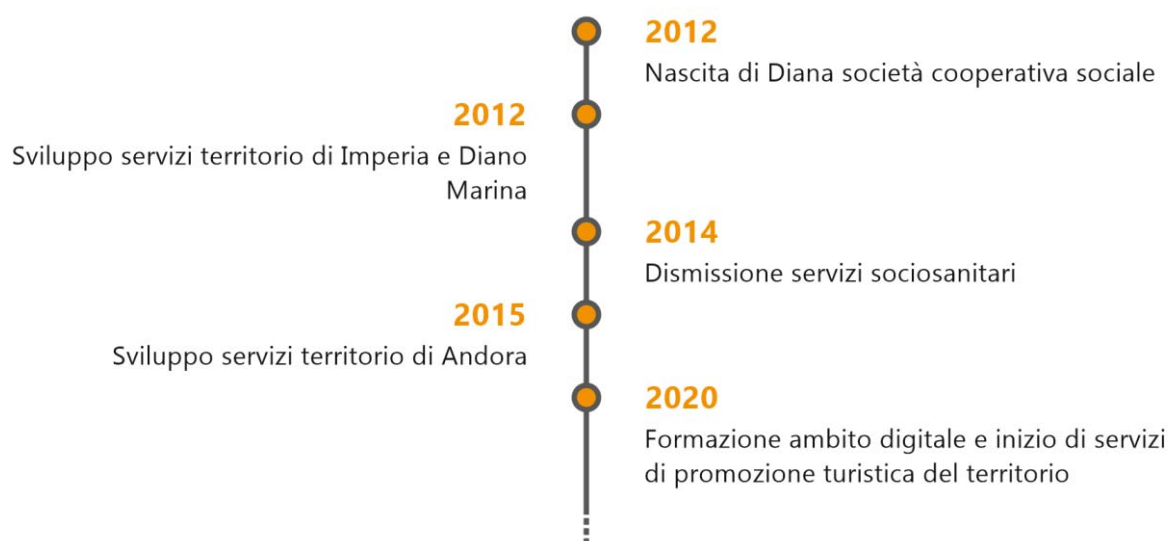 2012
Nascita di Diana società cooperativa sociale
2012
Sviluppo servizi territorio di Imperia e Diano
Marina
2014
Dismissione servizi sociosanitari
2015
Sviluppo servizi territorio di Andora
2020
Formazione ambito digitale e inizio di servizi
di promozione turistica del territorio